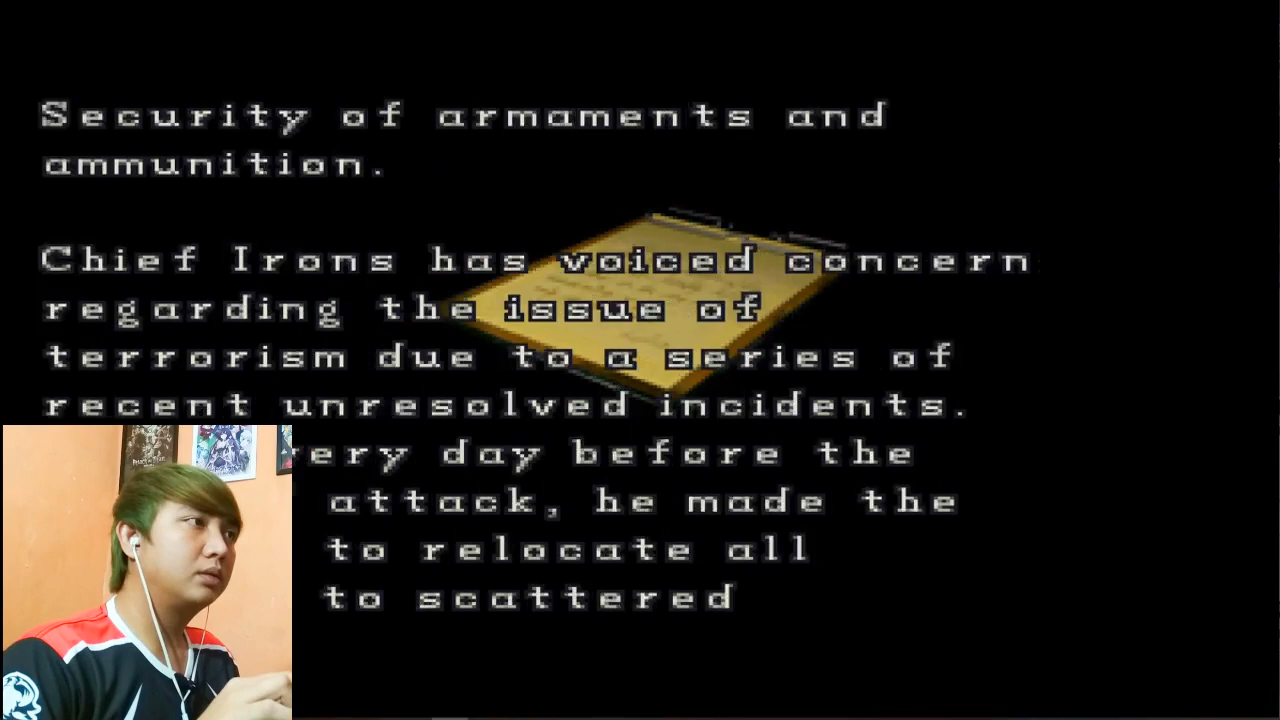 Security of armaments and
ammunition.
Chief Irons has voiced concern
regarding the issue of
terrorism due to a series of
recent unresolved incidents.
day before the
attack, he made the
to relocate all
to scattered